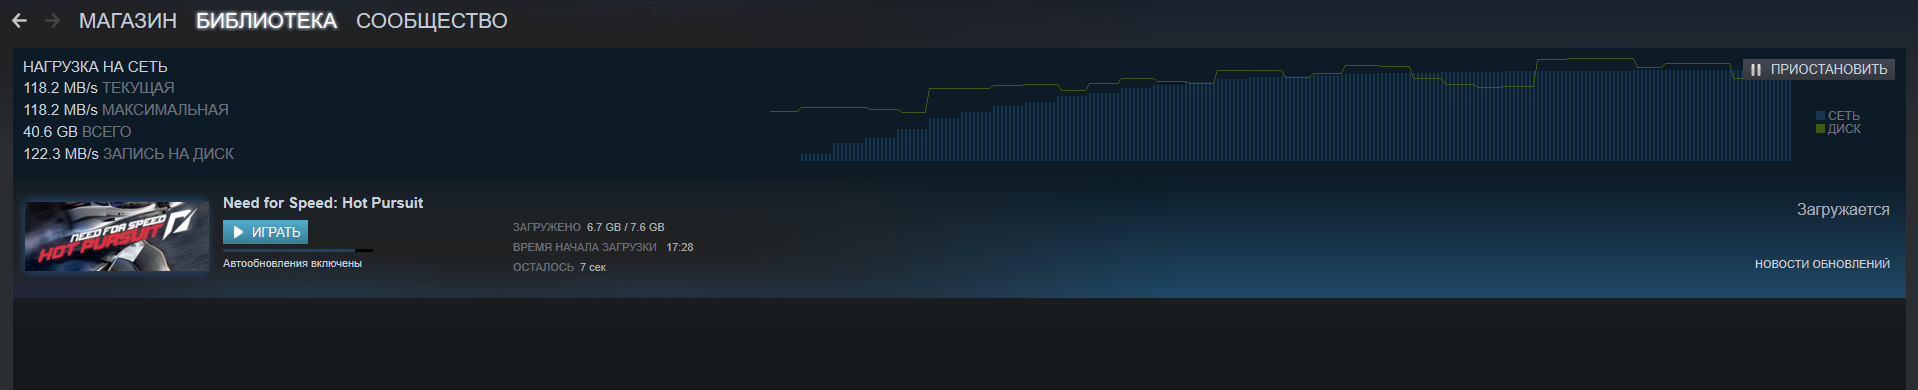 МАГАЗИН БИБЛИОТЕКА СООБЩЕСТВО
НАГРУЗКА НА СЕТЬ
118.2 MB/s ТЕКУЩАЯ
118.2 MB/s МАКСИМАЛЬНАЯ
40.6 GB ВСЕГО
122.3 MB/s ЗАПИСЬ НА ДИСК
ПРИОСТАНОВИТЬ
СЕТЬ
ДИСК
NEED FOR SPEED
HOT PURSUIT
Need for Speed: Hot Pursuit
ИГРАТЬ
Автообновления включены
ЗАГРУЖЕНО 6.7 GB / 7.6 GB
ВРЕМЯ НАЧАЛА ЗАГРУЗКИ 17:28
ОСТАЛОСЬ 7 сек
Загружается
НОВОСТИ ОБНОВЛЕНИЙ